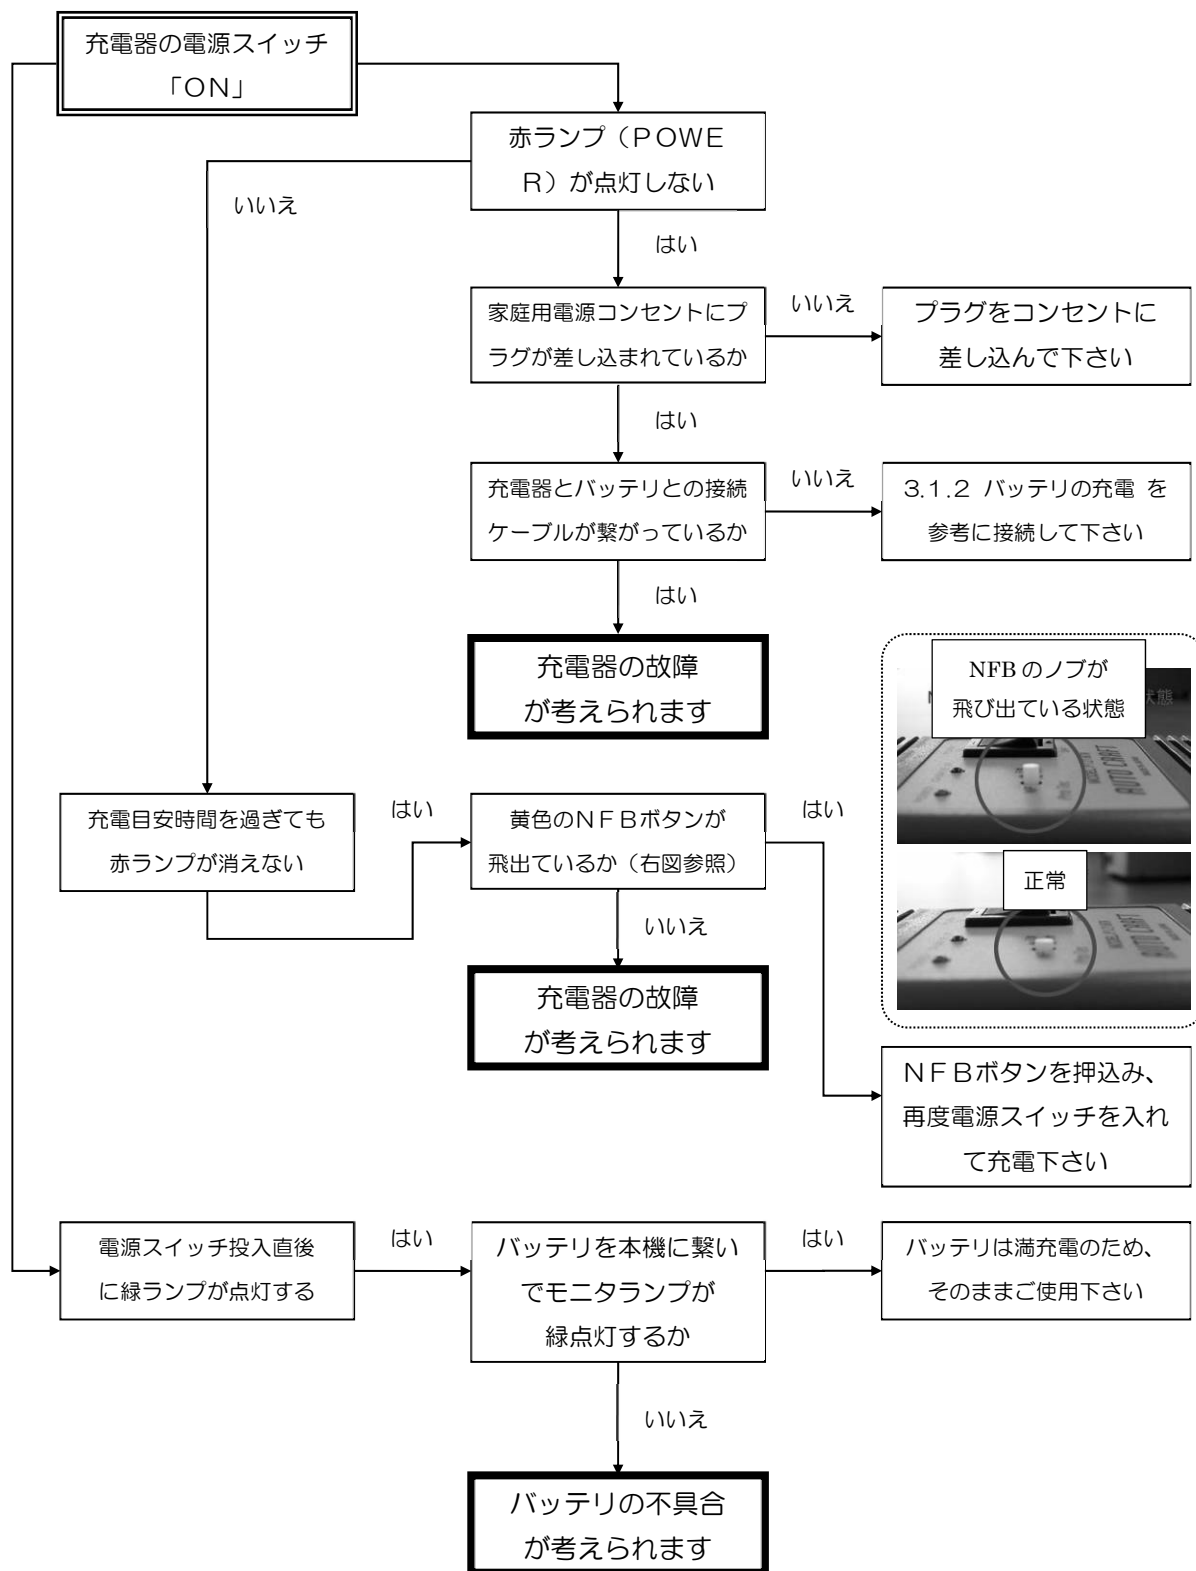 充電器の電源スイッチ
「ON」
赤ランプ（POWE
R）が点灯しない
いいえ
はい
家庭用電源コンセントにプ
ラグが差し込まれているか
いいえ
プラグをコンセントに
差し込んで下さい
はい
充電器とバッテリとの接続
ケーブルが繋がっているか
いいえ
3.1.2 バッテリの充電 を
参考に接続して下さい
はい
充電器の故障
が考えられます
NFBのノブが
飛び出ている状態
状態
AUTO CRAFT
正常
AUTO CRAFT
充電目安時間を過ぎても
赤ランプが消えない
はい
黄色のNFBボタンが
飛出ているか（右図参照）
はい
いいえ
充電器の故障
が考えられます
NFBボタンを押込み、
再度電源スイッチを入れ
て充電下さい
電源スイッチ投入直後
に緑ランプが点灯する
はい
バッテリを本機に繋い
でモニタランプが
緑点灯するか
はい
バッテリは満充電のため、
そのままご使用下さい
いいえ
バッテリの不具合
が考えられます